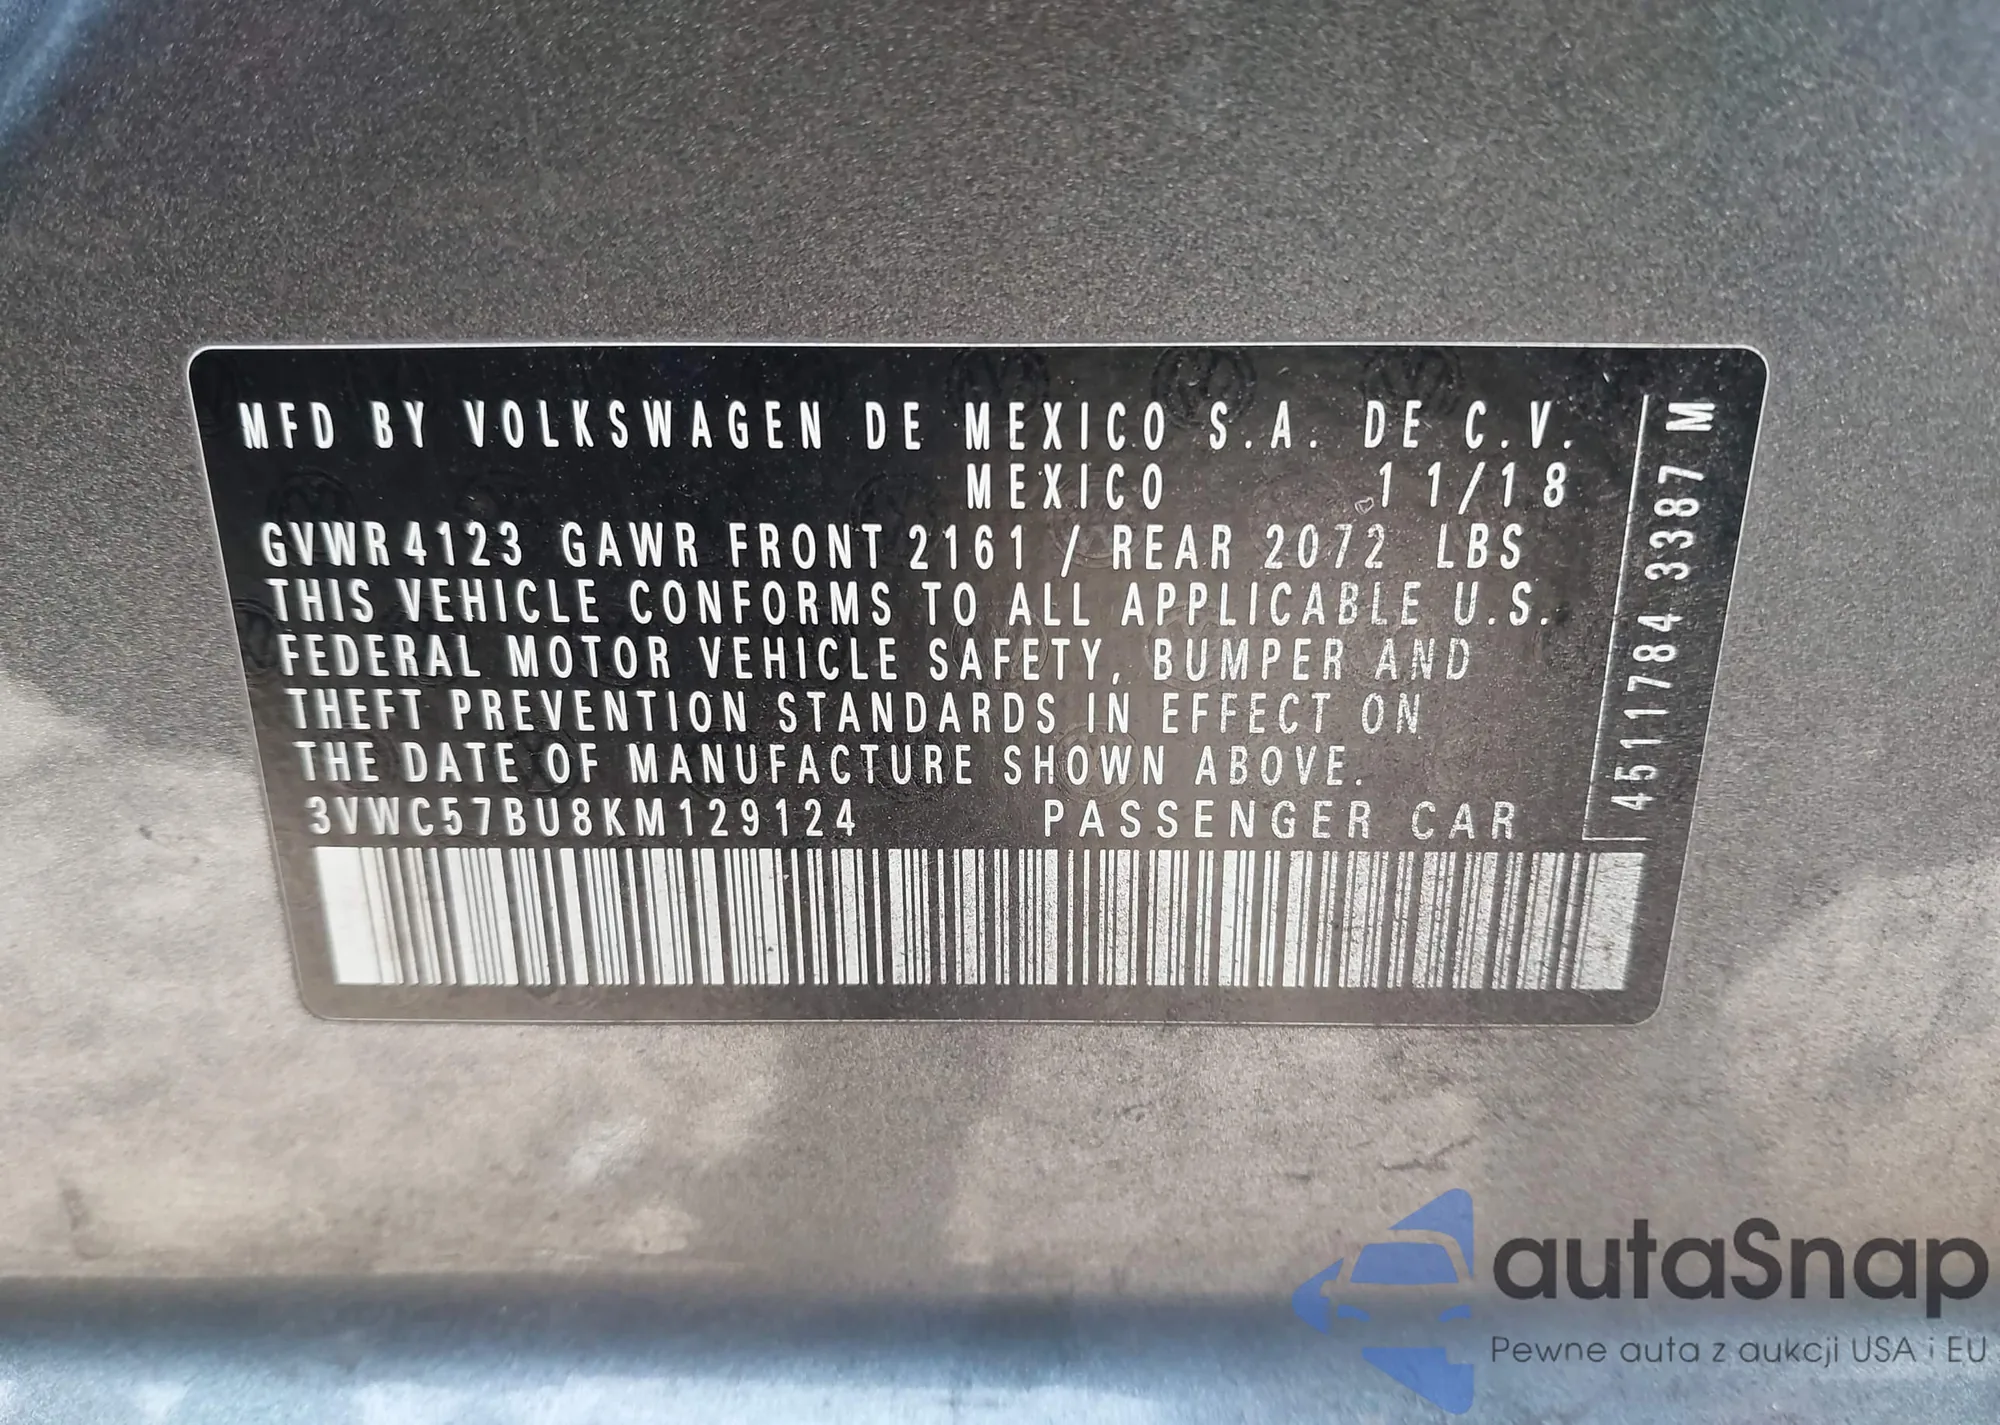 MFD BY VOLKSWAGEN DE MEXICO S.A. DE C.V.
MEXICO 11/18
GVWR 4123 GAWR FRONT 2161 / REAR 2072 LBS
THIS VEHICLE CONFORMS TO ALL APPLICABLE U.S.
FEDERAL MOTOR VEHICLE SAFETY, BUMPER AND
THEFT PREVENTION STANDARDS IN EFFECT ON
THE DATE OF MANUFACTURE SHOWN ABOVE.
3VWC57BU8KM129124 PASSENGER CAR
4511784 3387 M
autaSnap
Pewne auta z aukcji USA i EU